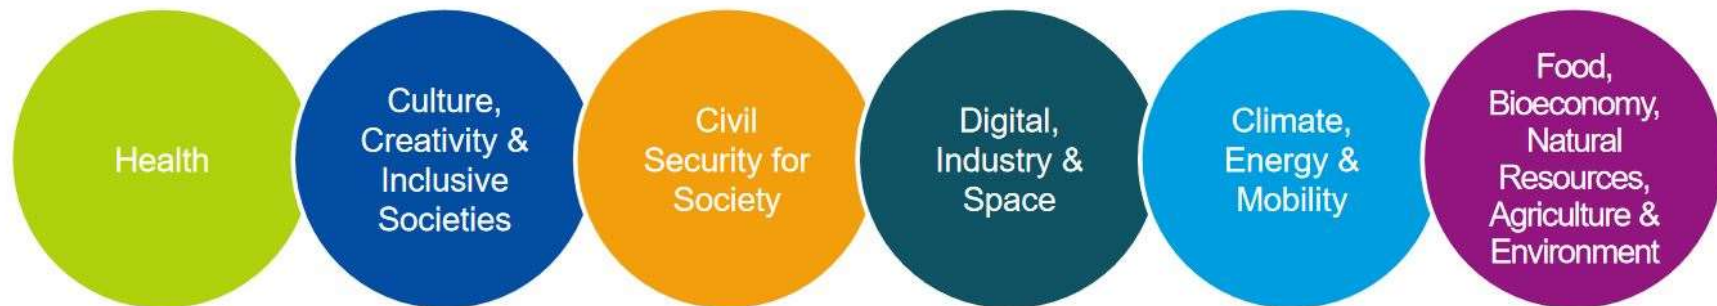 Health
Culture,
Creativity &
Inclusive
Societies
Civil
Security for
Society
Digital,
Industry &
Space
Climate,
Energy &
Mobility
Food,
Bioeconomy,
Natural
Resources,
Agriculture &
Environment